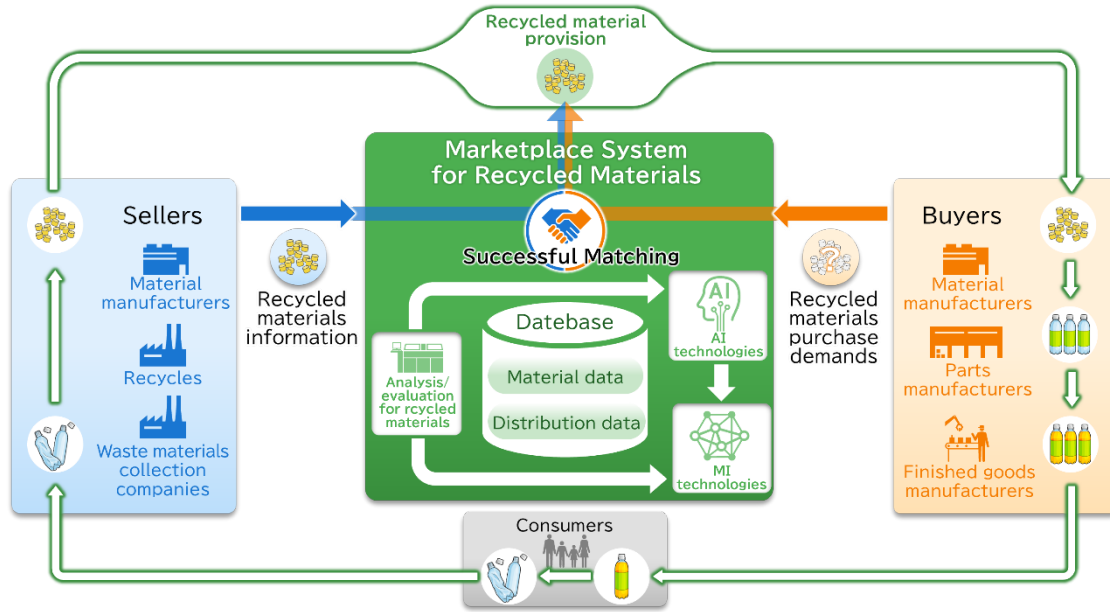 Recycled material
provision
Marketplace System
for Recycled Materials
Sellers
Material
manufacturers
Recycles
Waste materials
collection
companies
Recycled
materials
information
Successful Matching
Datebase
Material data
Distribution data
Analysis/
evaluation
for rcycled
materials
AI
AI
technologies
MI
technologies
?
Recycled
materials
purchase
demands
Buyers
Material
manufacturers
Parts
manufacturers
Finished goods
manufacturers
Consumers